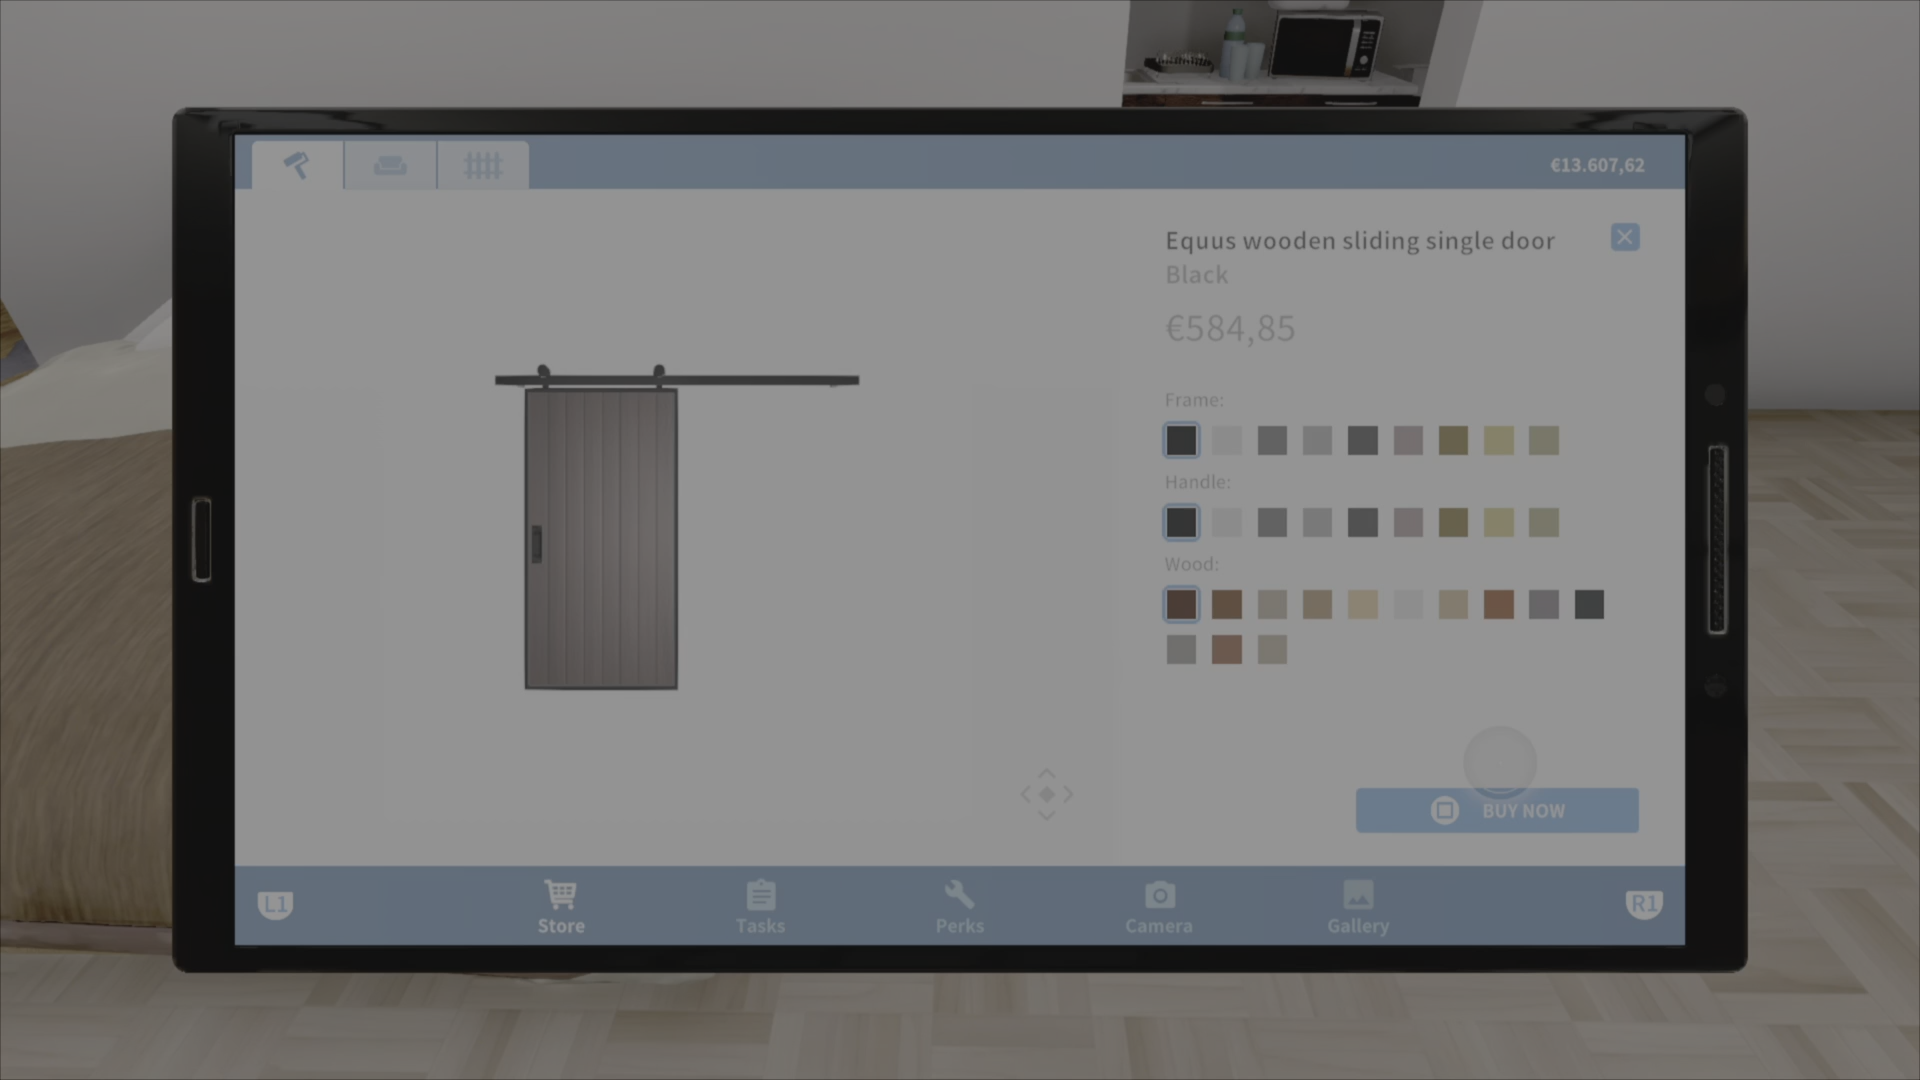 €13.607,62
Equus wooden sliding single door
Black
€584,85
Frame:
Handle:
Wood:
BUY NOW
L1
Store
Tasks
Perks
Camera
Gallery
R1